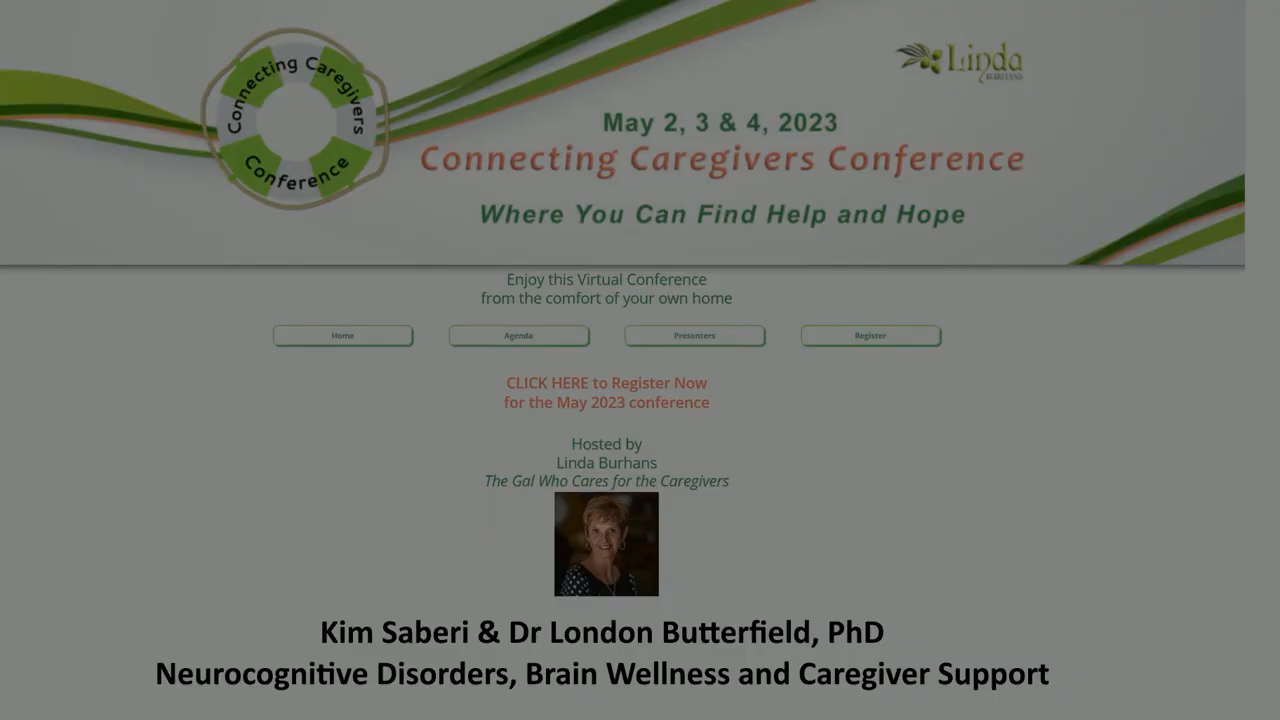 Connecting Caregivers
Conference
Linda
BURHANS
May 2, 3 & 4, 2023
Connecting Caregivers Conference
Where You Can Find Help and Hope
Enjoy this Virtual Conference
from the comfort of your own home
Home Agenda Presenters Register
CLICK HERE to Register Now
for the May 2023 conference
Hosted by
Linda Burhans
The Gal Who Cares for the Caregivers
Kim Saberi & Dr London Butterfield, PhD
Neurocognitive Disorders, Brain Wellness and Caregiver Support